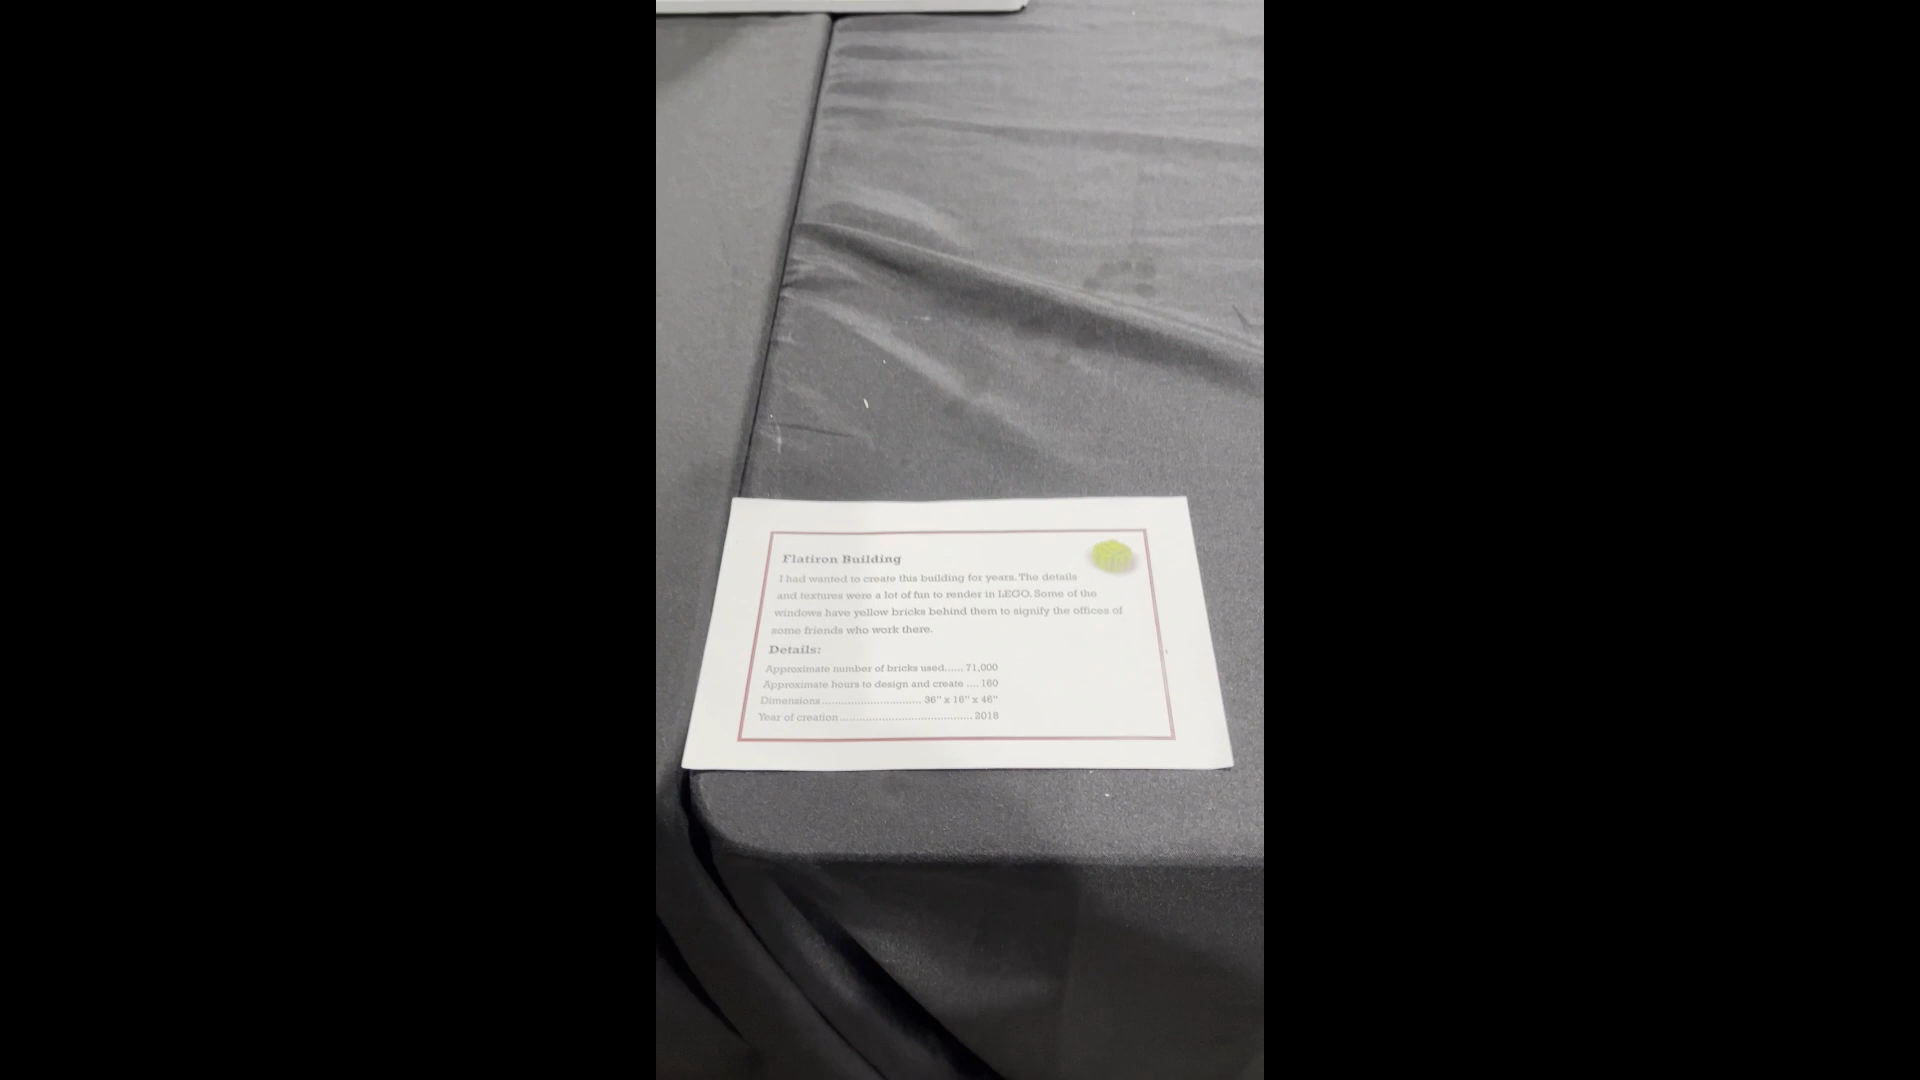 Flatiron Building
I had wanted to create this building for years. The details
and textures were a lot of fun to render in LEGO. Some of the
windows have yellow bricks behind them to signify the offices of
some friends who work there.
Details:
Approximate number of bricks used...... 71,000
Approximate hours to design and create .... 160
Dimensions ............................... 36" x 16" x 46"
Year of creation ......................................... 2018